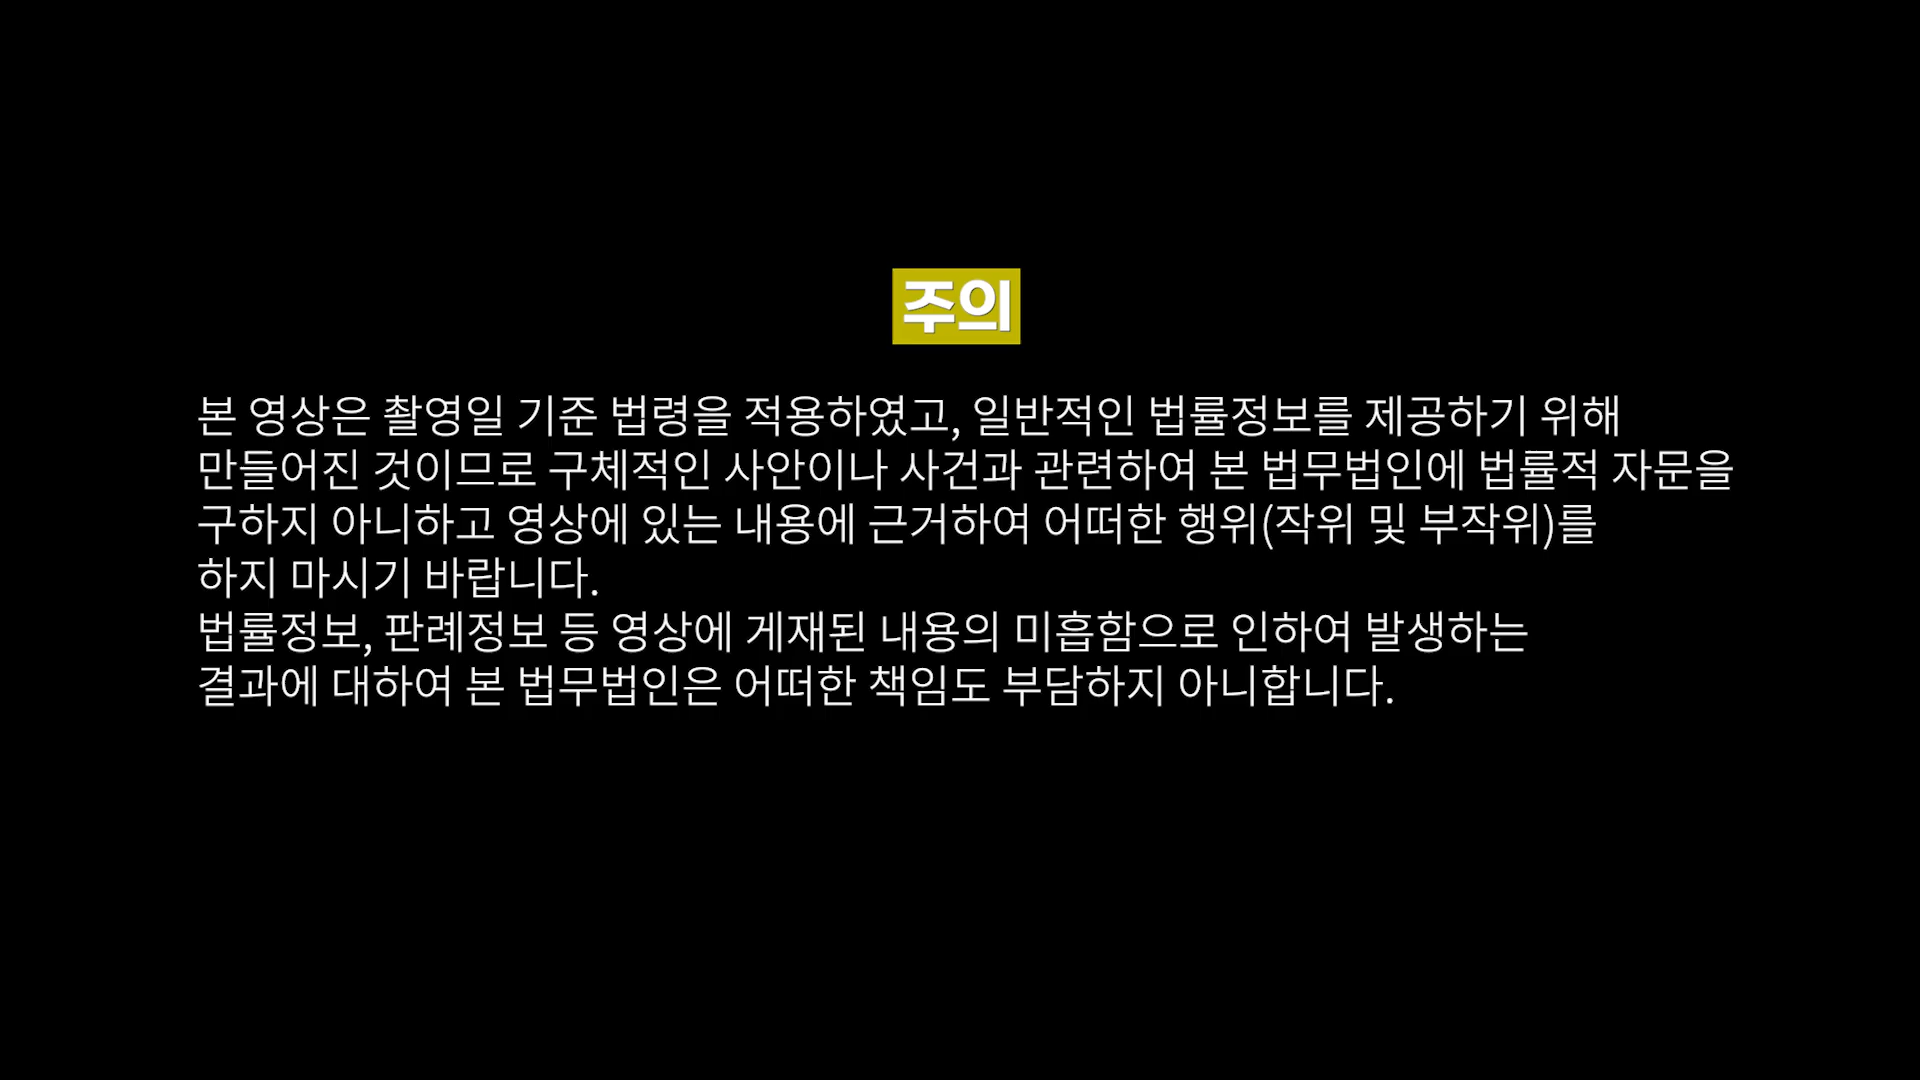 주의
본 영상은 촬영일 기준 법령을 적용하였고, 일반적인 법률정보를 제공하기 위해
만들어진 것이므로 구체적인 사안이나 사건과 관련하여 본 법무법인에 법률적 자문을
구하지 아니하고 영상에 있는 내용에 근거하여 어떠한 행위(작위 및 부작위)를
하지 마시기 바랍니다.
법률정보, 판례정보 등 영상에 게재된 내용의 미흡함으로 인하여 발생하는
결과에 대하여 본 법무법인은 어떠한 책임도 부담하지 아니합니다.